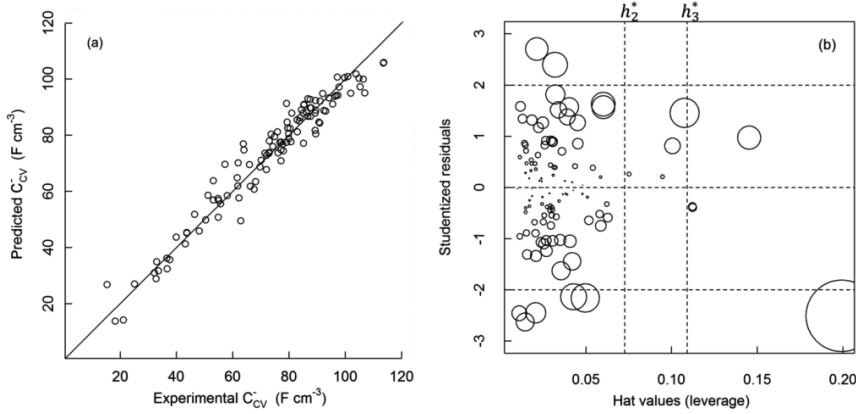 (a)
120
100
80
60
40
20
Predicted C⁻CV (F cm⁻³)
20
40
60
80
100
120
Experimental C⁻CV (F cm⁻³)
h₂*
h₃*
(b)
3
2
1
0
-1
-2
-3
Studentized residuals
0.05
0.10
0.15
0.20
Hat values (leverage)